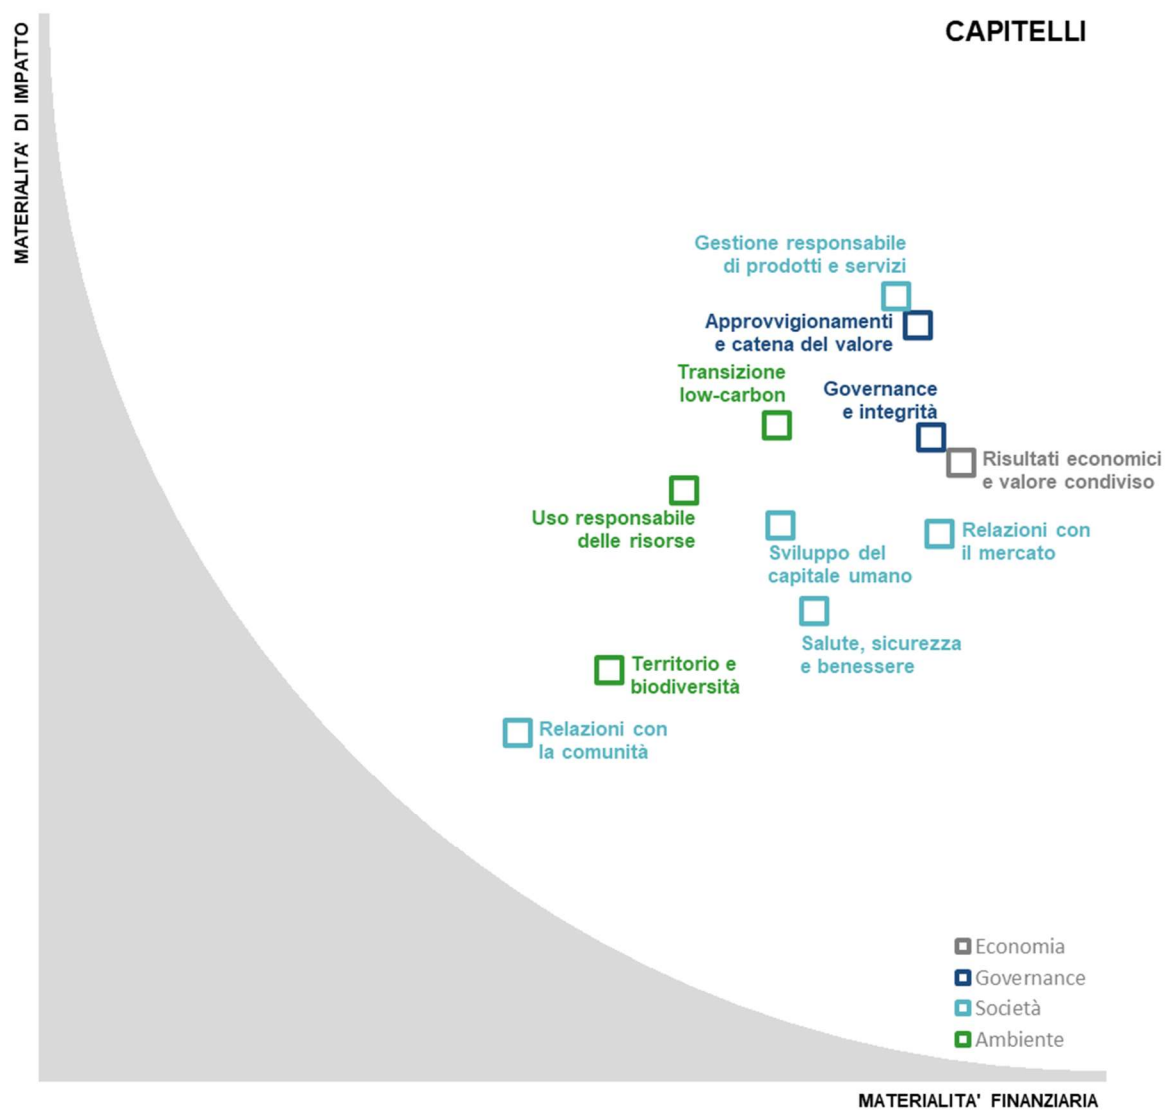 CAPITELLI
MATERIALITA' DI IMPATTO
Gestione responsabile
di prodotti e servizi
Approvvigionamenti
e catena del valore
Transizione
low-carbon
Governance
e integrità
Risultati economici
e valore condiviso
Uso responsabile
delle risorse
Sviluppo del
capitale umano
Relazioni con
il mercato
Salute, sicurezza
e benessere
Territorio e
biodiversità
Relazioni con
la comunità
Economia
Governance
Società
Ambiente
MATERIALITA' FINANZIARIA